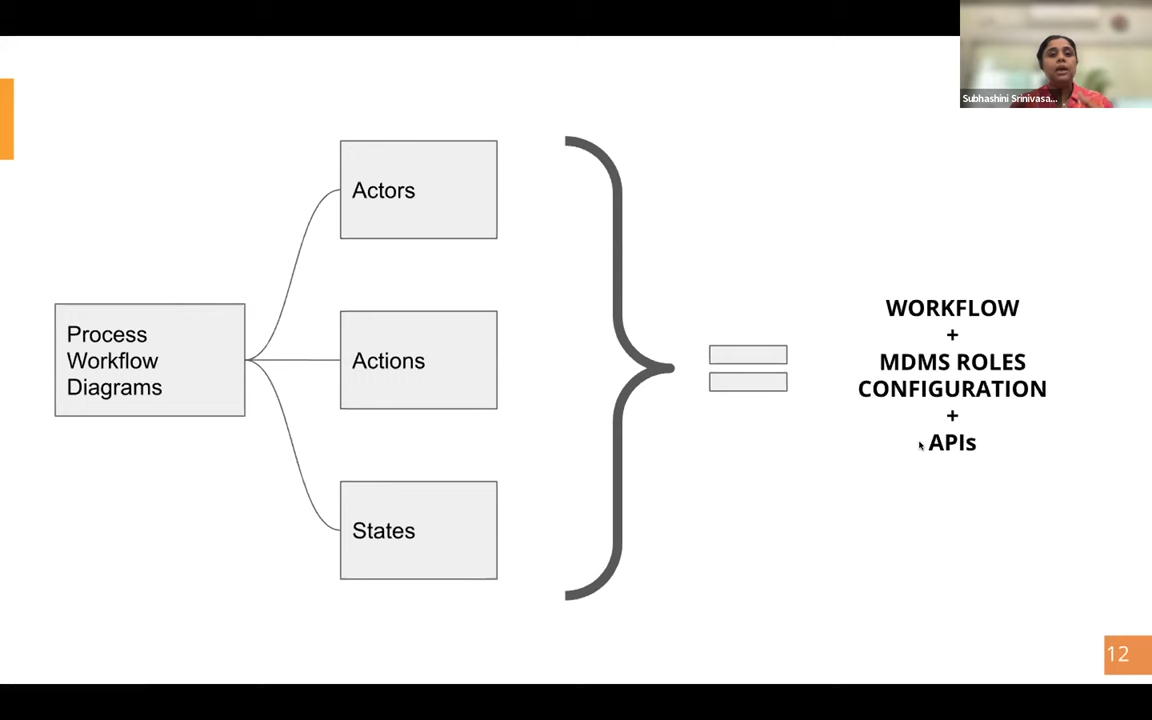 Subhashini Srinivasa...
Actors
Process
Workflow
Diagrams
Actions
States
WORKFLOW
+
MDMS ROLES
CONFIGURATION
+
APIs
12